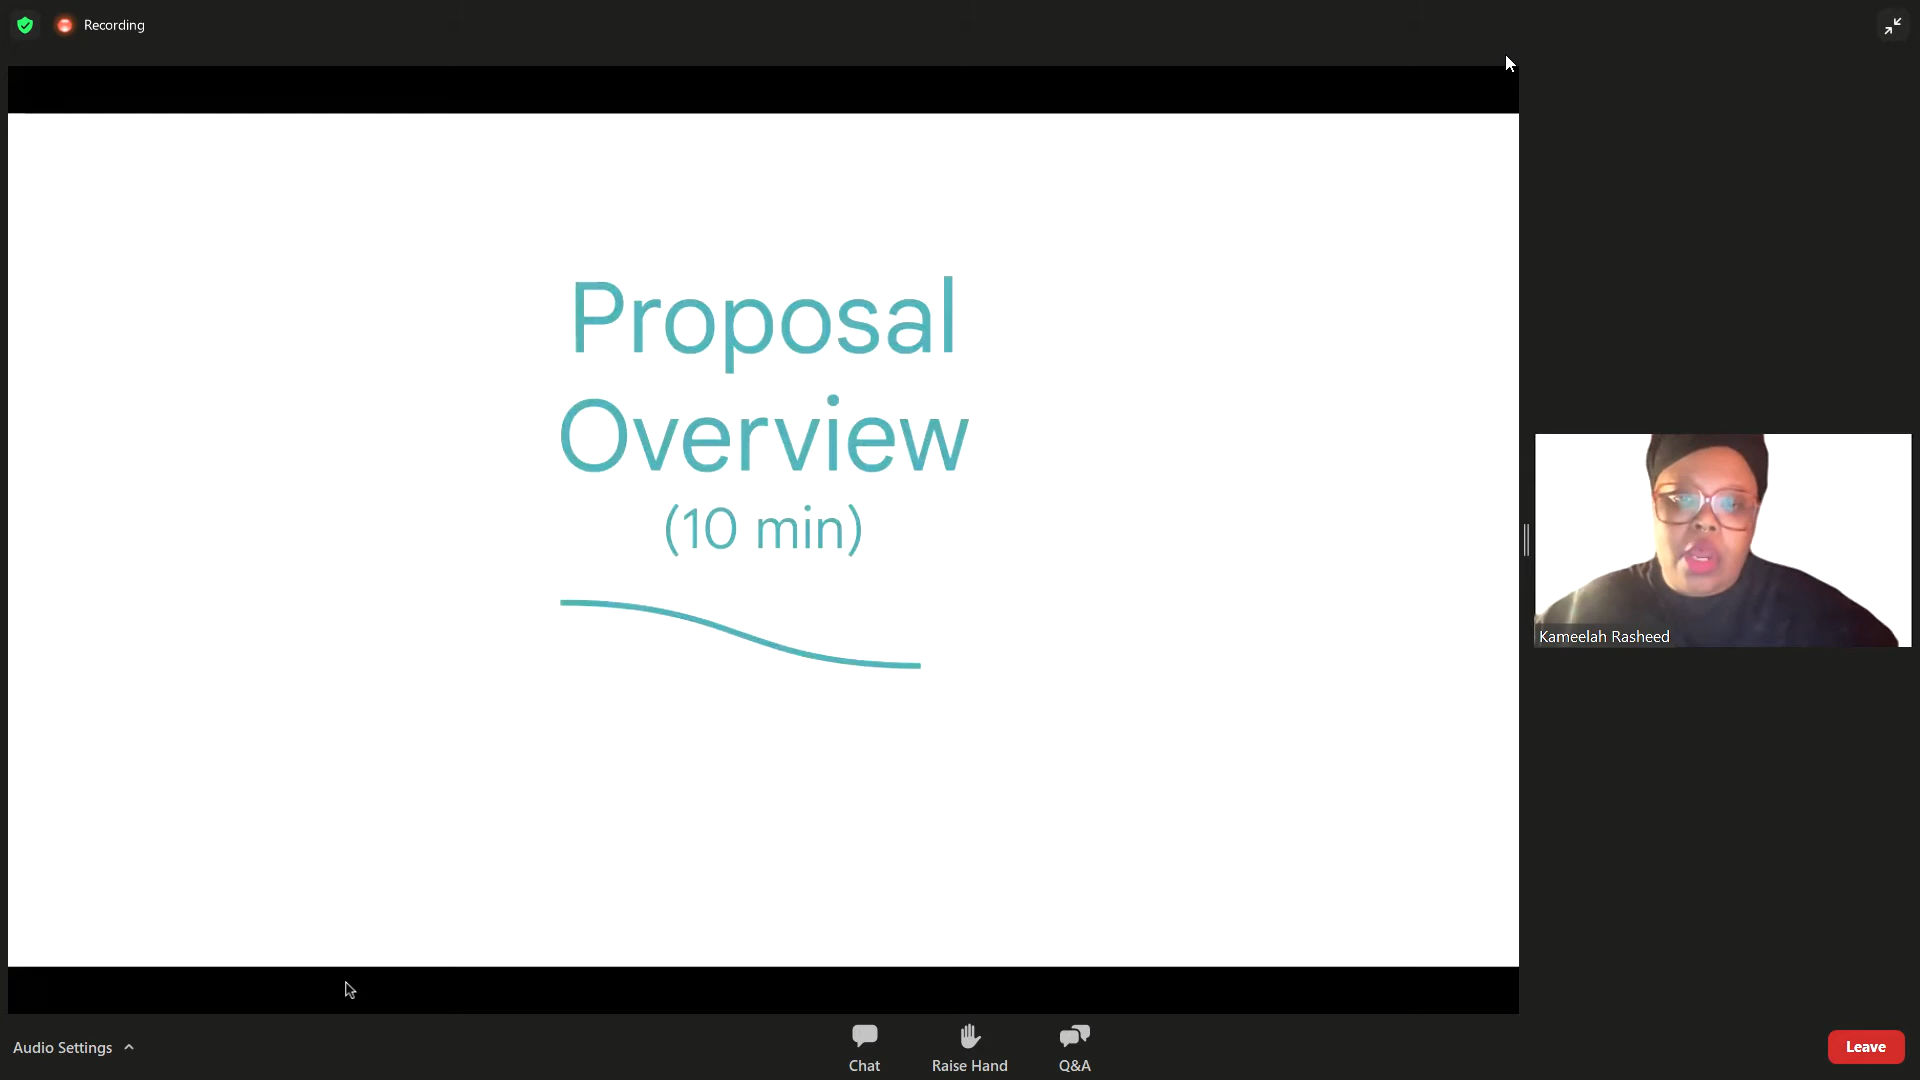 Recording
Proposal
Overview
(10 min)
Kameelah Rasheed
Audio Settings
Chat
Raise Hand
Q&A
Leave